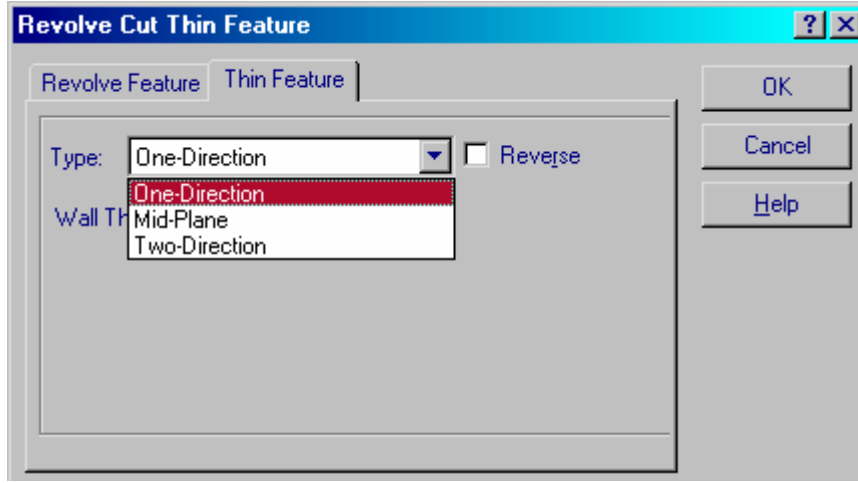 Revolve Cut Thin Feature
Revolve Feature Thin Feature
OK
Type: One-Direction Reverse
Cancel
One-Direction
Wall
Mid-Plane
Help
Two-Direction